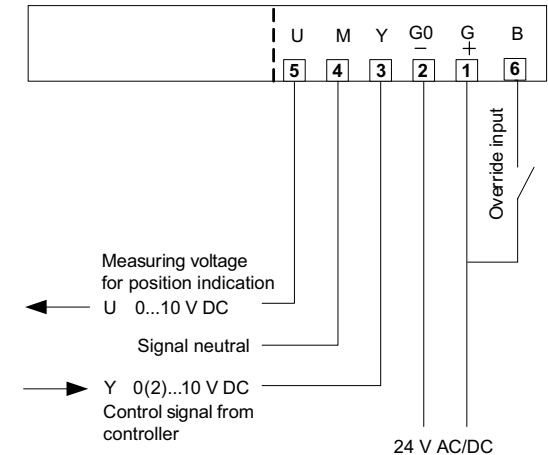 U M Y G0 G B
− +
5 4 3 2 1 6
Override input
Measuring voltage
for position indication
U 0...10 V DC
Signal neutral
Y 0(2)...10 V DC
Control signal from
controller
24 V AC/DC